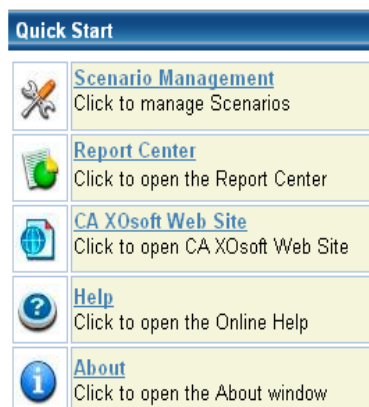 Quick Start
Scenario Management
Click to manage Scenarios
Report Center
Click to open the Report Center
CA XOsoft Web Site
Click to open CA XOsoft Web Site
Help
Click to open the Online Help
About
Click to open the About window